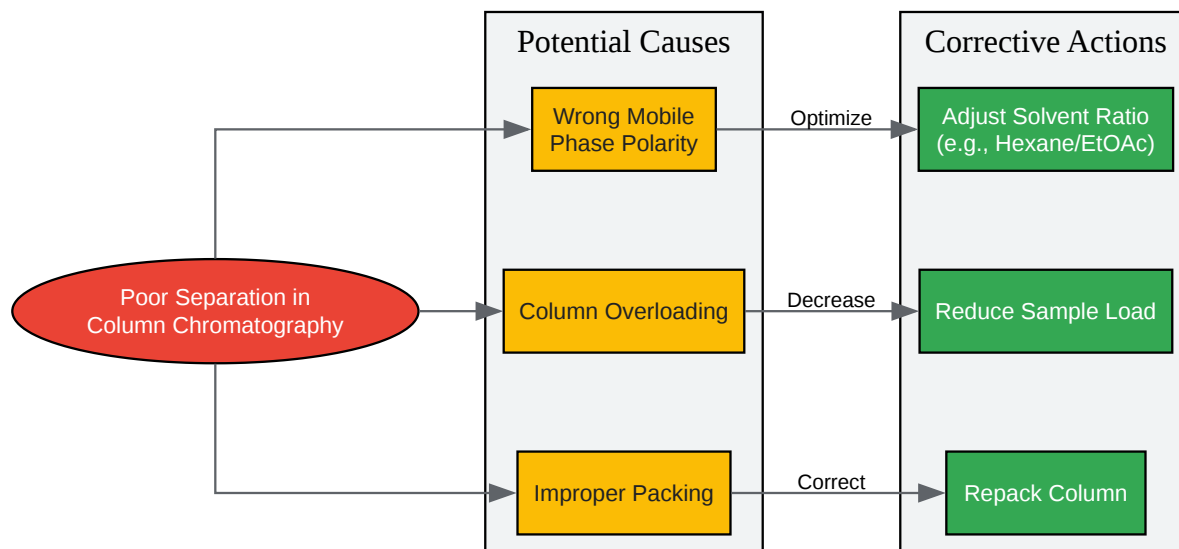 Potential Causes
Corrective Actions
Wrong Mobile
Phase Polarity
Optimize
Adjust Solvent Ratio
(e.g., Hexane/EtOAc)
Poor Separation in
Column Chromatography
Column Overloading
Decrease
Reduce Sample Load
Improper Packing
Correct
Repack Column